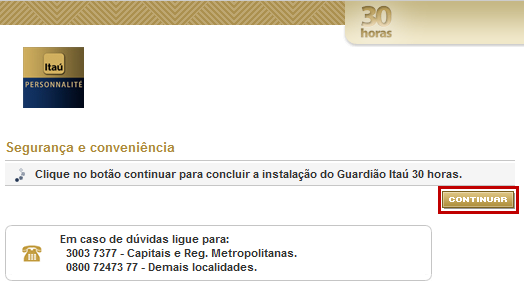 30
horas
Itaú
PERSONNALITÉ
Segurança e conveniência
Clique no botão continuar para concluir a instalação do Guardião Itaú 30 horas.
CONTINUAR
Em caso de dúvidas ligue para:
3003 7377 - Capitais e Reg. Metropolitanas.
0800 72473 77 - Demais localidades.